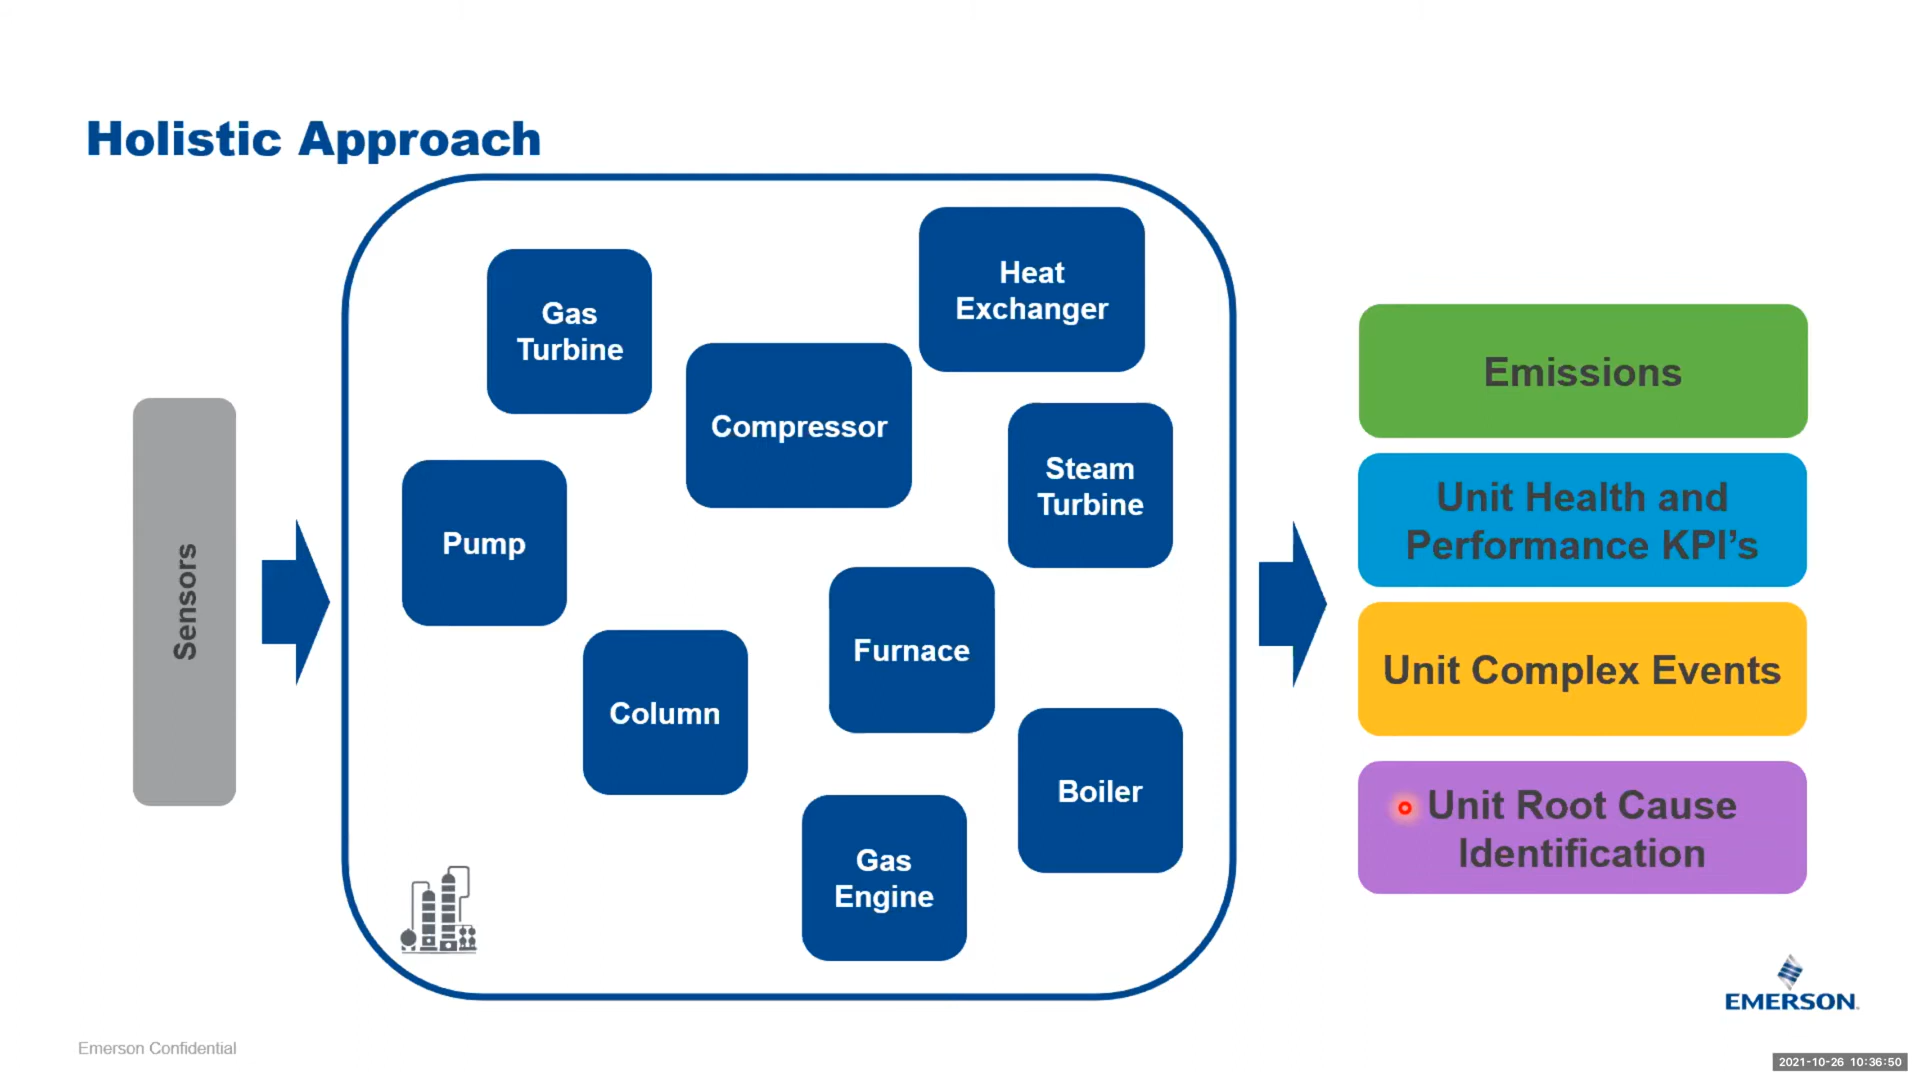 Holistic Approach
Sensors
Gas
Turbine
Heat
Exchanger
Compressor
Steam
Turbine
Pump
Furnace
Column
Boiler
Gas
Engine
Emissions
Unit Health and
Performance KPI’s
Unit Complex Events
Unit Root Cause
Identification
EMERSON
Emerson Confidential
2021-10-26 10:36:50